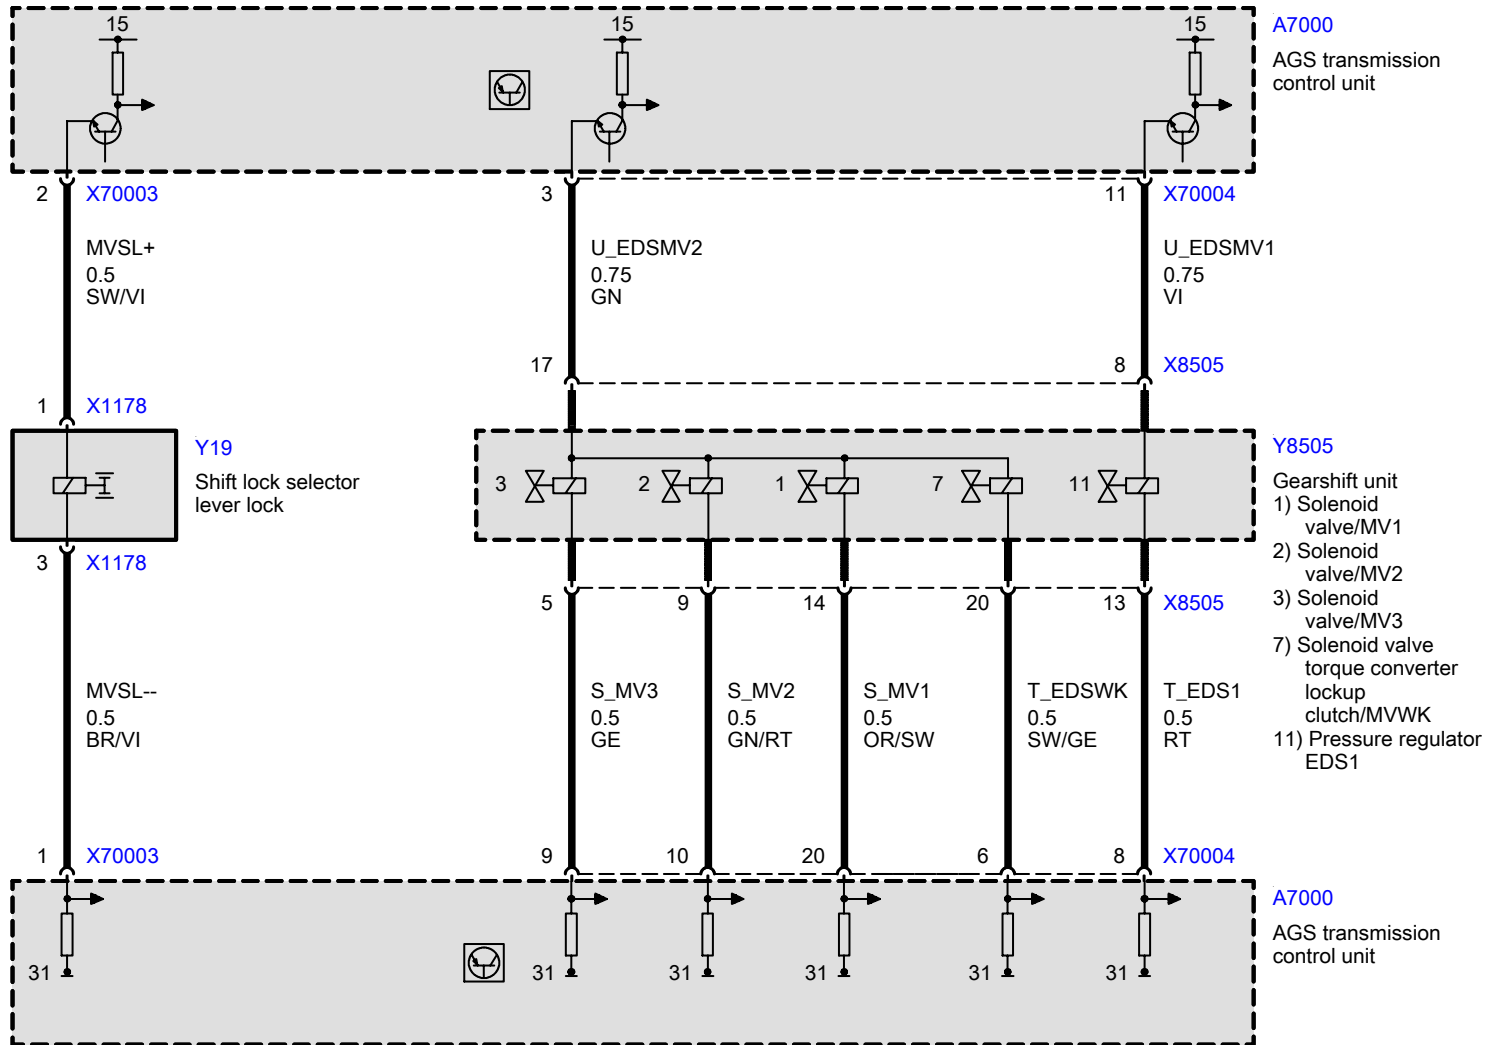 15
15
15
A7000
AGS transmission
control unit
2
X70003
3
11
X70004
MVSL+
0.5
SW/VI
U_EDSMV2
0.75
GN
U_EDSMV1
0.75
VI
17
8
X8505
1
X1178
Y19
Shift lock selector
lever lock
3
2
1
7
11
Y8505
Gearshift unit
1) Solenoid
valve/MV1
2) Solenoid
valve/MV2
3) Solenoid
valve/MV3
7) Solenoid valve
torque converter
lockup
clutch/MVWK
11) Pressure regulator
EDS1
3
X1178
5
9
14
20
13
X8505
MVSL--
0.5
BR/VI
S_MV3
0.5
GE
S_MV2
0.5
GN/RT
S_MV1
0.5
OR/SW
T_EDSWK
0.5
SW/GE
T_EDS1
0.5
RT
1
X70003
9
10
20
6
8
X70004
A7000
AGS transmission
control unit
31
31
31
31
31
31